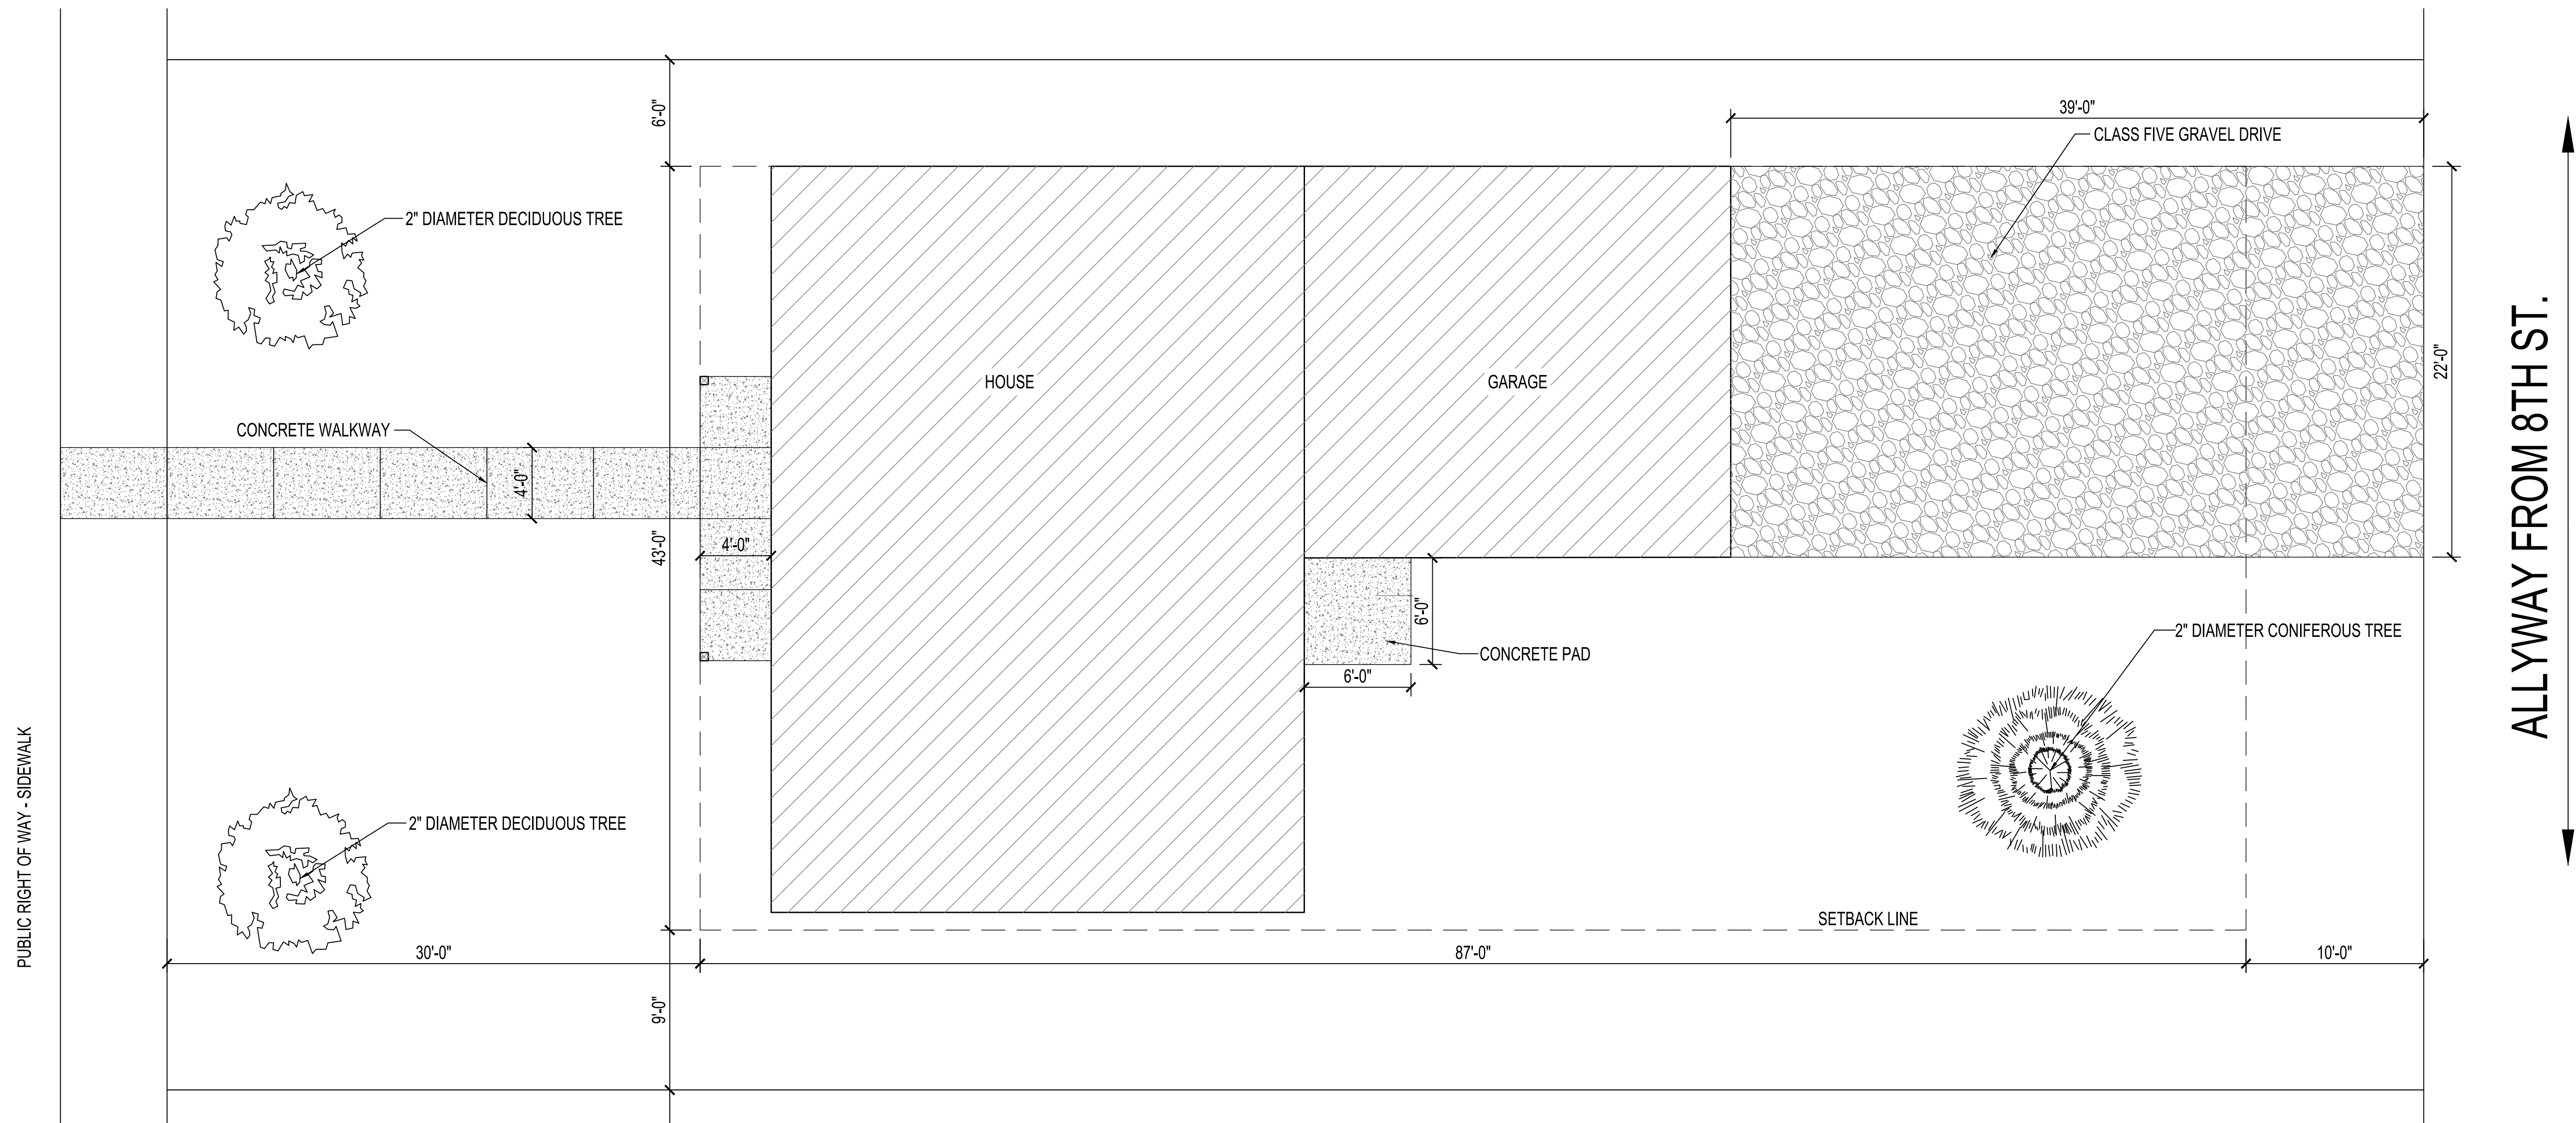 39'-0"
CLASS FIVE GRAVEL DRIVE
6'-0"
2" DIAMETER DECIDUOUS TREE
HOUSE
GARAGE
22'-0"
CONCRETE WALKWAY
4'-0"
4'-0"
43'-0"
6'-0"
CONCRETE PAD
6'-0"
2" DIAMETER CONIFEROUS TREE
ALLYWAY FROM 8TH ST.
2" DIAMETER DECIDUOUS TREE
PUBLIC RIGHT OF WAY - SIDEWALK
SETBACK LINE
30'-0"
87'-0"
10'-0"
9'-0"